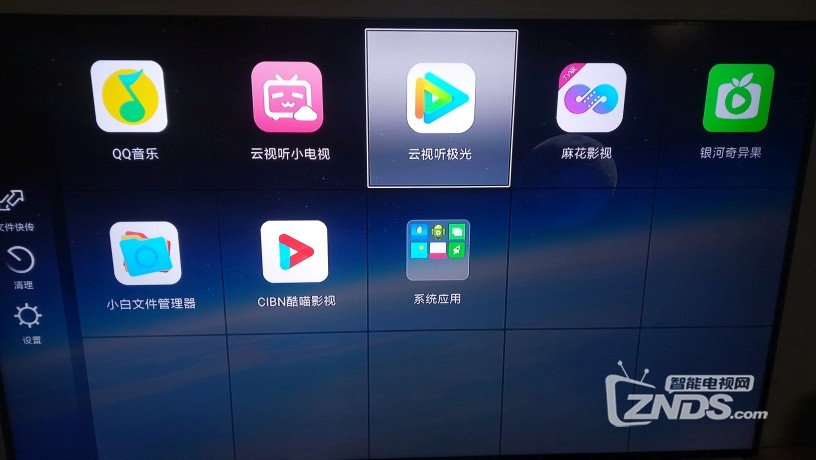 TV版
QQ音乐
云视听小电视
云视听极光
麻花影视
银河奇异果
文件快传
清理
设置
小白文件管理器
CIBN酷喵影视
系统应用
智能电视网
ZNDS.com